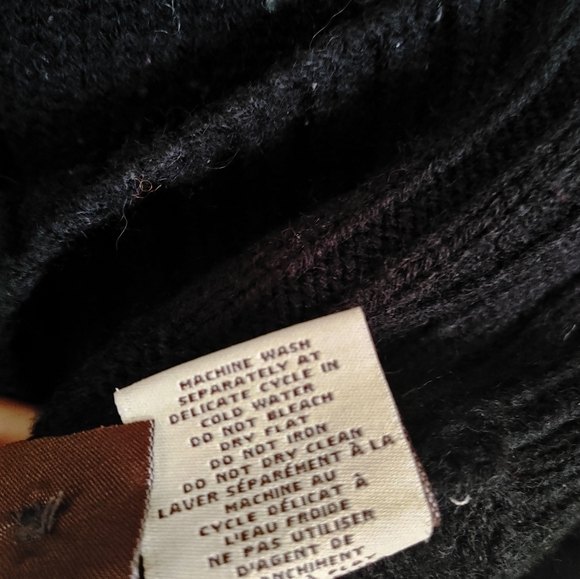 MACHINE WASH
SEPARATELY AT
DELICATE CYCLE IN
COLD WATER
DO NOT BLEACH
DRY FLAT
DO NOT IRON
DO NOT DRY CLEAN
LAVER SÉPARÉMENT À LA
MACHINE AU
CYCLE DÉLICAT À
L'EAU FROIDE
NE PAS UTILISER
D'AGENT DE